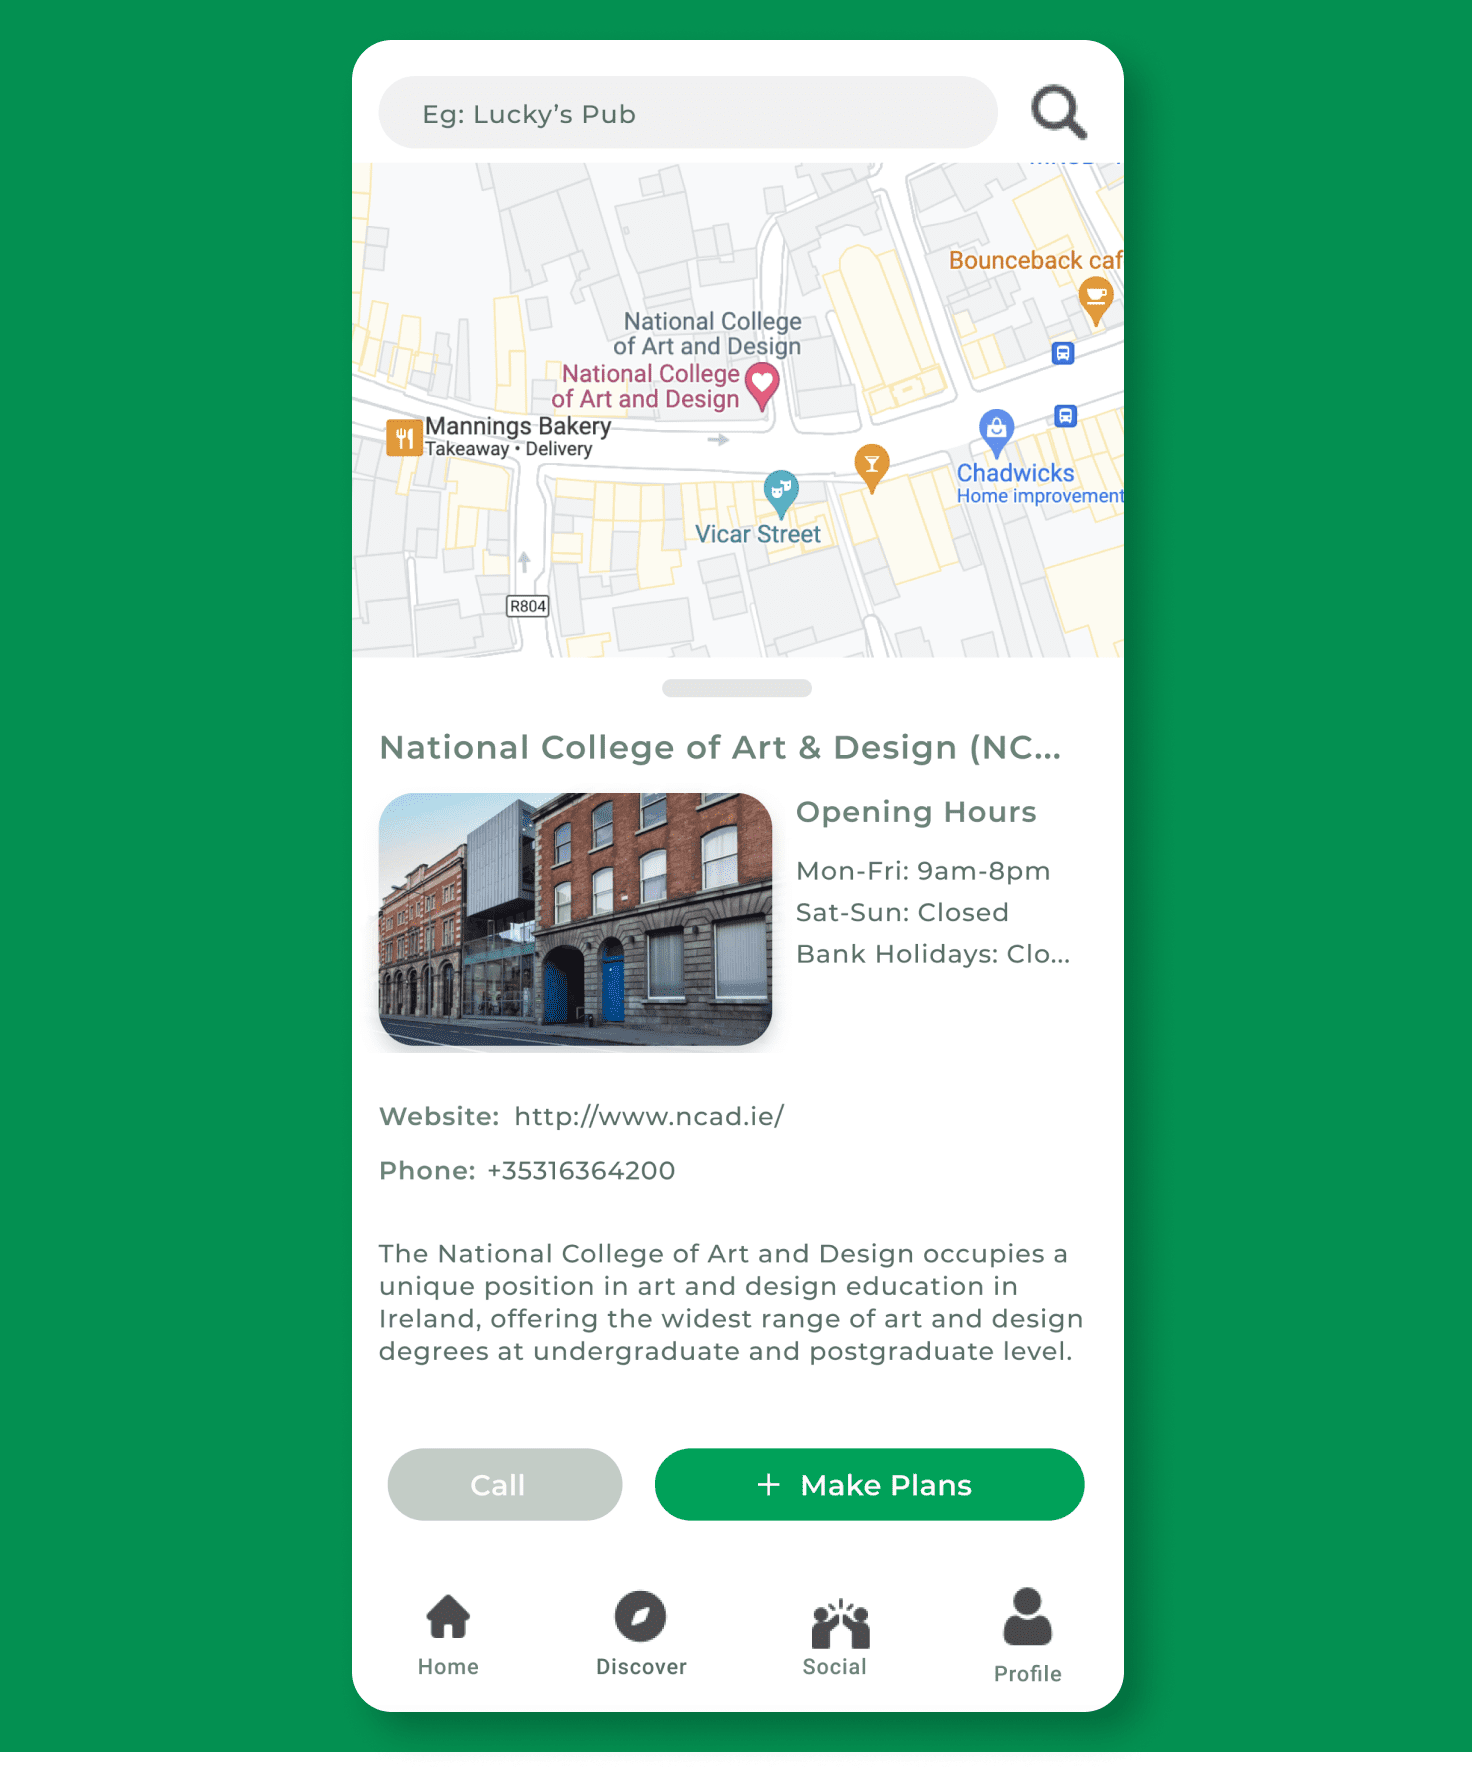 Eg: Lucky’s Pub
Bounceback caf
National College
of Art and Design
National College
of Art and Design
Mannings Bakery
Takeaway • Delivery
Chadwicks
Home improvement
Vicar Street
R804
National College of Art & Design (NC...
Opening Hours
Mon-Fri: 9am-8pm
Sat-Sun: Closed
Bank Holidays: Clo...
Website: http://www.ncad.ie/
Phone: +35316364200
The National College of Art and Design occupies a
unique position in art and design education in
Ireland, offering the widest range of art and design
degrees at undergraduate and postgraduate level.
Call
+ Make Plans
Home
Discover
Social
Profile